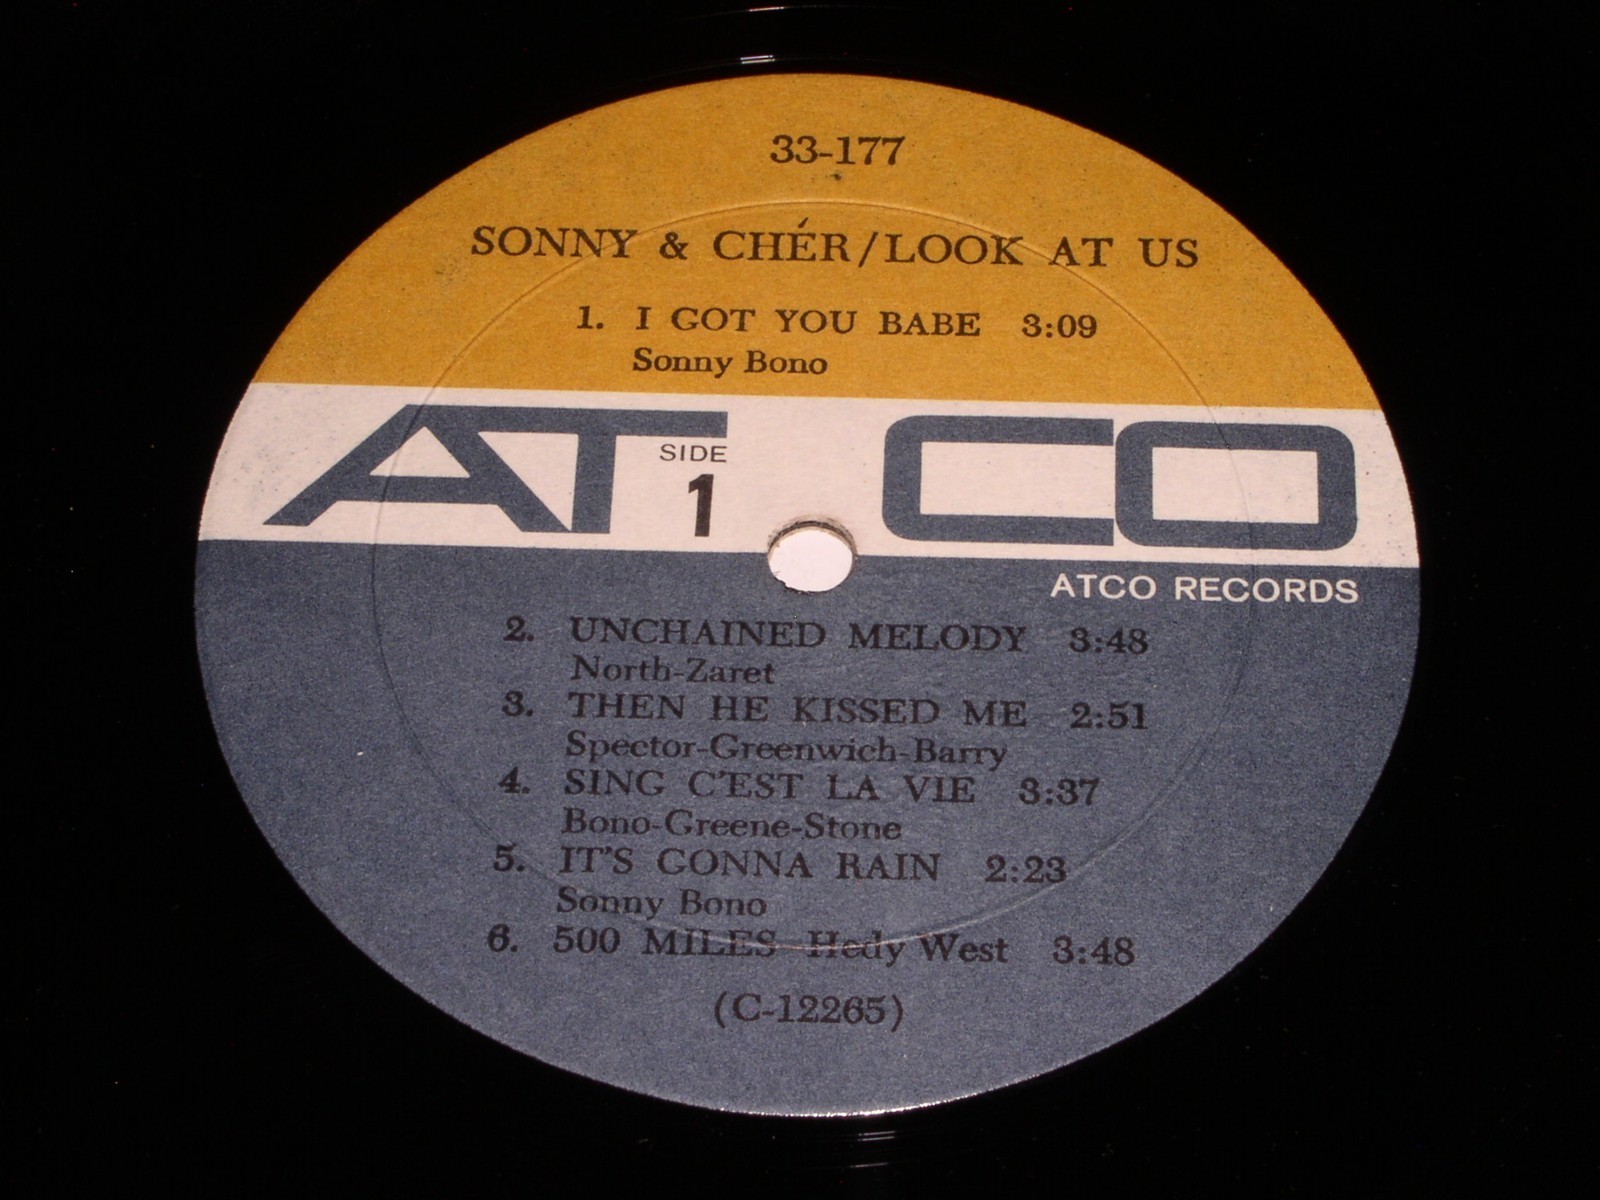 33-177
SONNY & CHÉR/LOOK AT US
1. I GOT YOU BABE 3:09
Sonny Bono
ATCO
SIDE
1
ATCO RECORDS
2. UNCHAINED MELODY 3:48
North-Zaret
3. THEN HE KISSED ME 2:51
Spector-Greenwich-Barry
4. SING C'EST LA VIE 3:37
Bono-Greene-Stone
5. IT'S GONNA RAIN 2:23
Sonny Bono
6. 500 MILES-Hedy West 3:48
(C-12265)